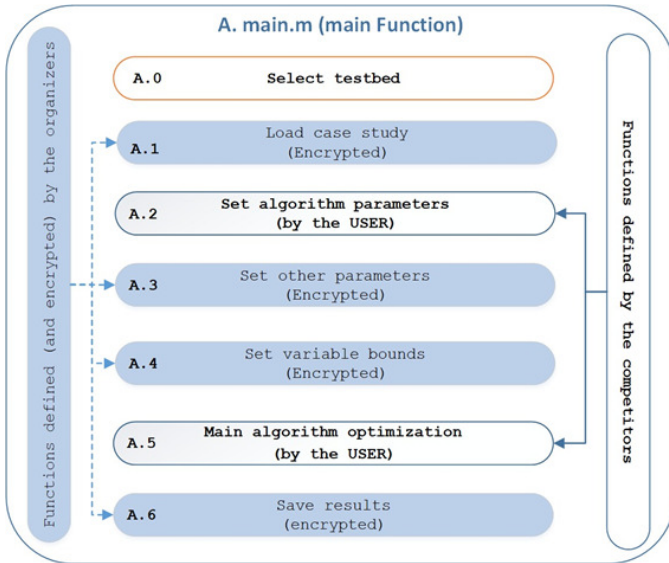 A. main.m (main Function)
Functions defined (and encrypted) by the organizers
A.0 Select testbed
A.1 Load case study
(Encrypted)
A.2 Set algorithm parameters
(by the USER)
A.3 Set other parameters
(Encrypted)
A.4 Set variable bounds
(Encrypted)
A.5 Main algorithm optimization
(by the USER)
A.6 Save results
(encrypted)
Functions defined by the competitors